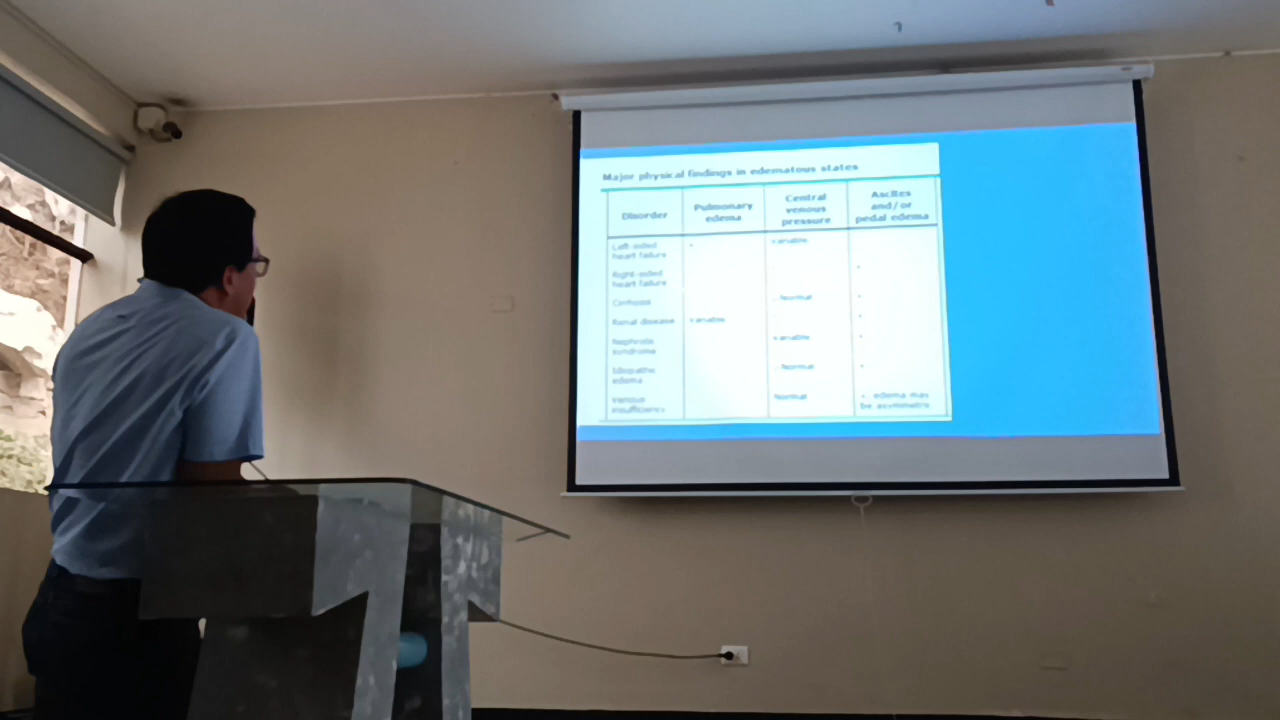 Major physical findings in edematous states
Disorder
Pulmonary
edema
Central
venous
pressure
Ascites
and/or
pedal edema
Left-sided
heart failure
variable
Right-sided
heart failure
Cirrhosis
Normal
Renal disease
variable
Nephrotic
syndrome
variable
Idiopathic
edema
Normal
Venous
insufficiency
Normal
edema may
be asymmetric